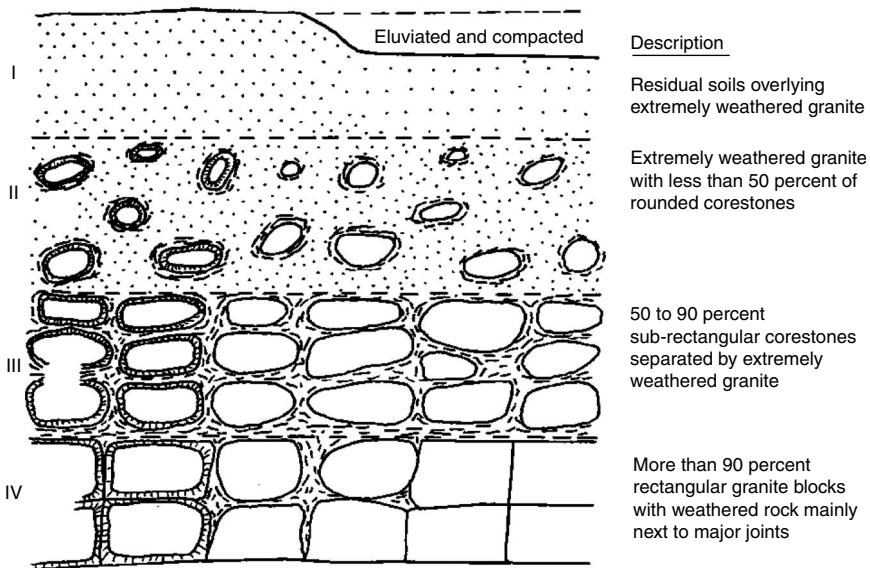 Eluviated and compacted
Description
I
Residual soils overlying
extremely weathered granite
II
Extremely weathered granite
with less than 50 percent of
rounded corestones
III
50 to 90 percent
sub-rectangular corestones
separated by extremely
weathered granite
IV
More than 90 percent
rectangular granite blocks
with weathered rock mainly
next to major joints